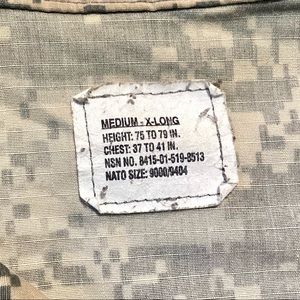 MEDIUM - X-LONG
HEIGHT: 75 TO 79 IN.
CHEST: 37 TO 41 IN.
NSN NO. 8415-01-519-8513
NATO SIZE: 9000/9404